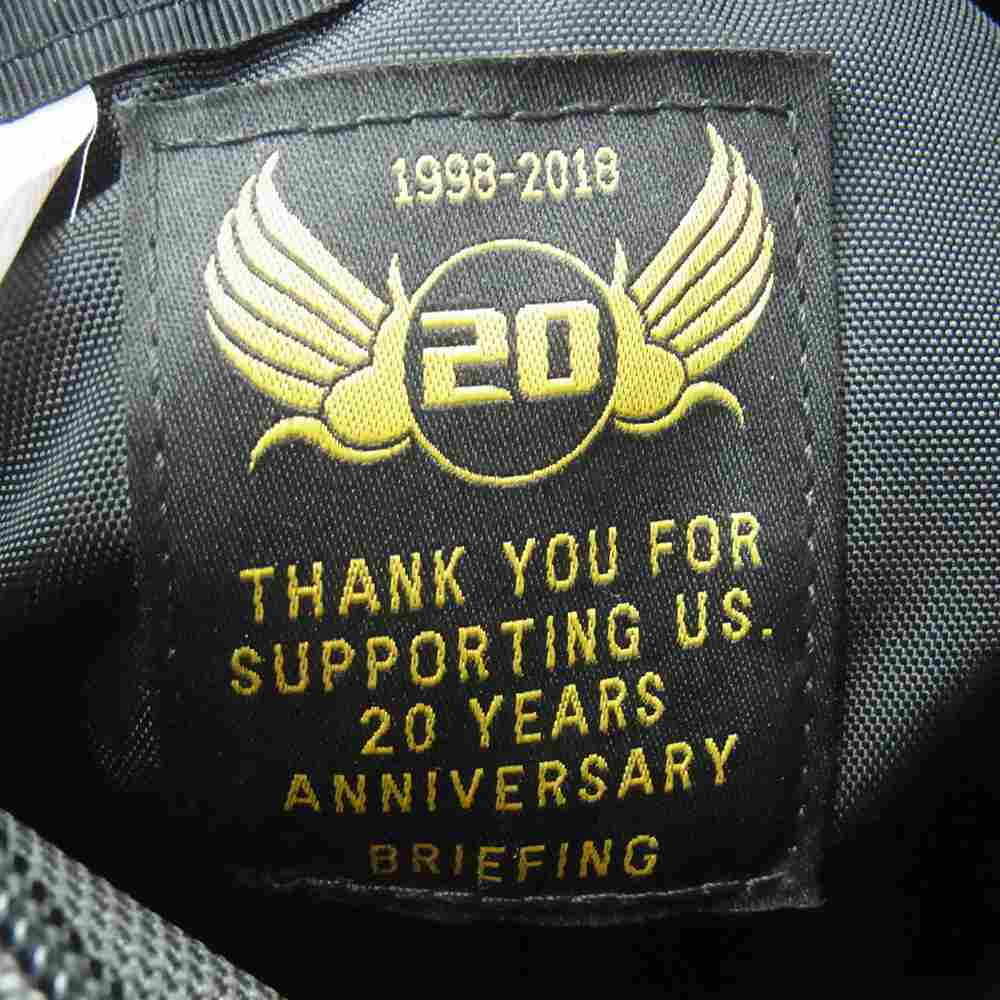 1998-2018
20
THANK YOU FOR
SUPPORTING US.
20 YEARS
ANNIVERSARY
BRIEFING